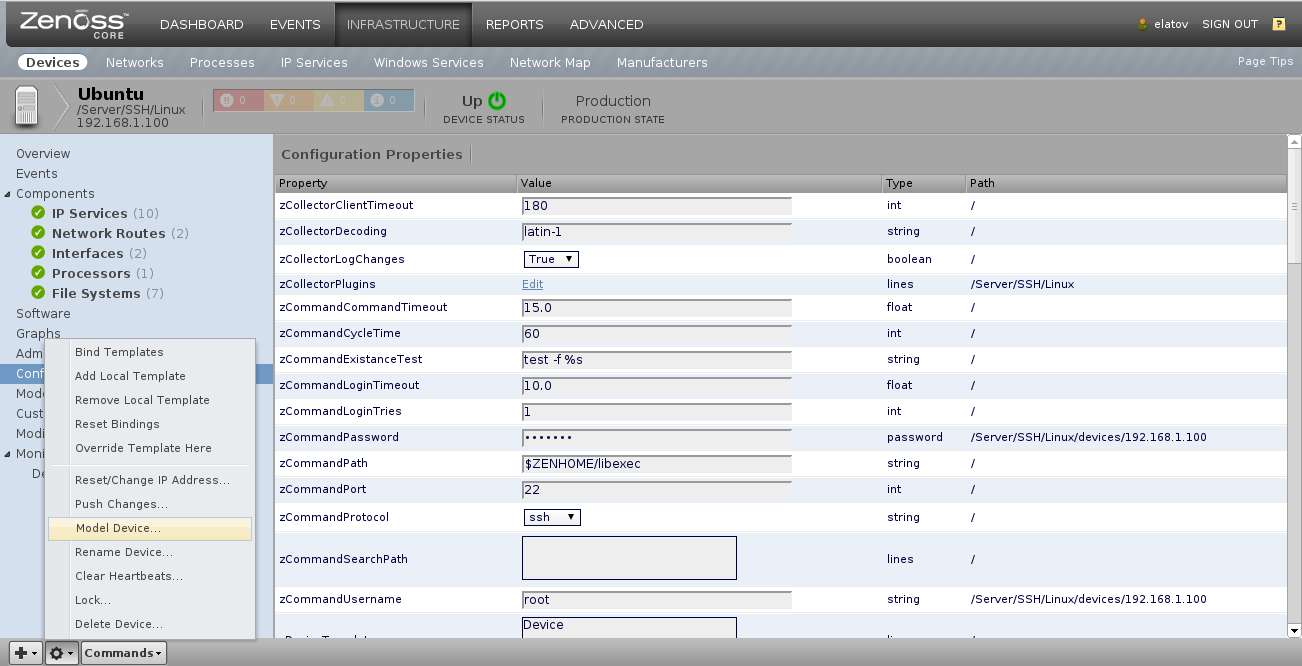 Zenoss CORE DASHBOARD EVENTS INFRASTRUCTURE REPORTS ADVANCED elatov SIGN OUT ?
Devices Networks Processes IP Services Windows Services Network Map Manufacturers Page Tips
Ubuntu
/Server/SSH/Linux
192.168.1.100
0 0 0 0
Up
DEVICE STATUS
Production
PRODUCTION STATE
Overview
Events
Components
IP Services (10)
Network Routes (2)
Interfaces (2)
Processors (1)
File Systems (7)
Software
Graphs
Adm
Conf
Mode
Cust
Modi
Moni
De
Bind Templates
Add Local Template
Remove Local Template
Reset Bindings
Override Template Here
Reset/Change IP Address...
Push Changes...
Model Device...
Rename Device...
Clear Heartbeats...
Lock...
Delete Device...
Commands
Configuration Properties
Property Value Type Path
zCollectorClientTimeout 180 int /
zCollectorDecoding latin-1 string /
zCollectorLogChanges True boolean /
zCollectorPlugins Edit lines /Server/SSH/Linux
zCommandCommandTimeout 15.0 float /
zCommandCycleTime 60 int /
zCommandExistanceTest test -f %s string /
zCommandLoginTimeout 10.0 float /
zCommandLoginTries 1 int /
zCommandPassword ••••••• password /Server/SSH/Linux/devices/192.168.1.100
zCommandPath $ZENHOME/libexec string /
zCommandPort 22 int /
zCommandProtocol ssh string /
zCommandSearchPath lines /
zCommandUsername root string /Server/SSH/Linux/devices/192.168.1.100
Device